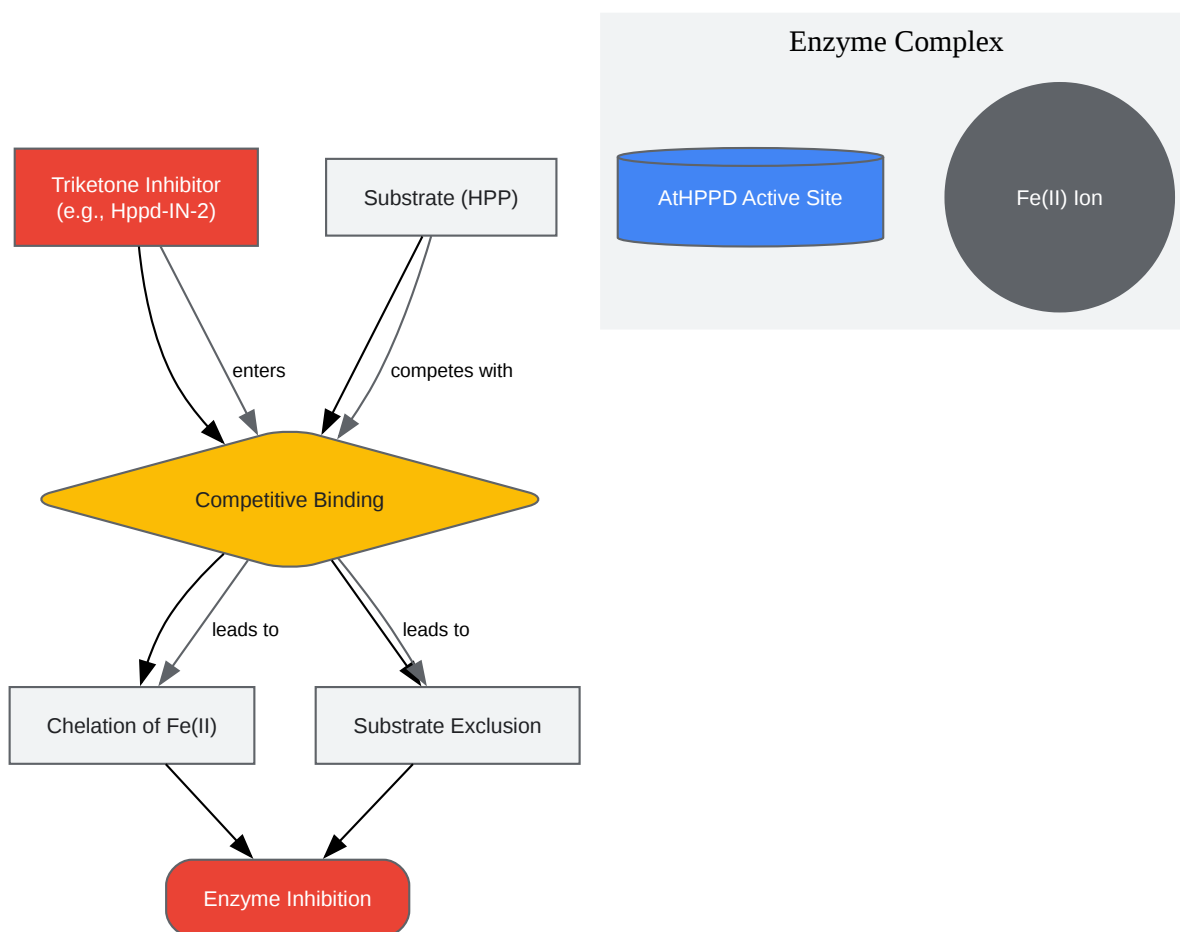 Enzyme Complex
Triketone Inhibitor
(e.g., Hppd-IN-2)
Substrate (HPP)
AtHPPD Active Site
Fe(II) Ion
enters
competes with
Competitive Binding
leads to
leads to
Chelation of Fe(II)
Substrate Exclusion
Enzyme Inhibition